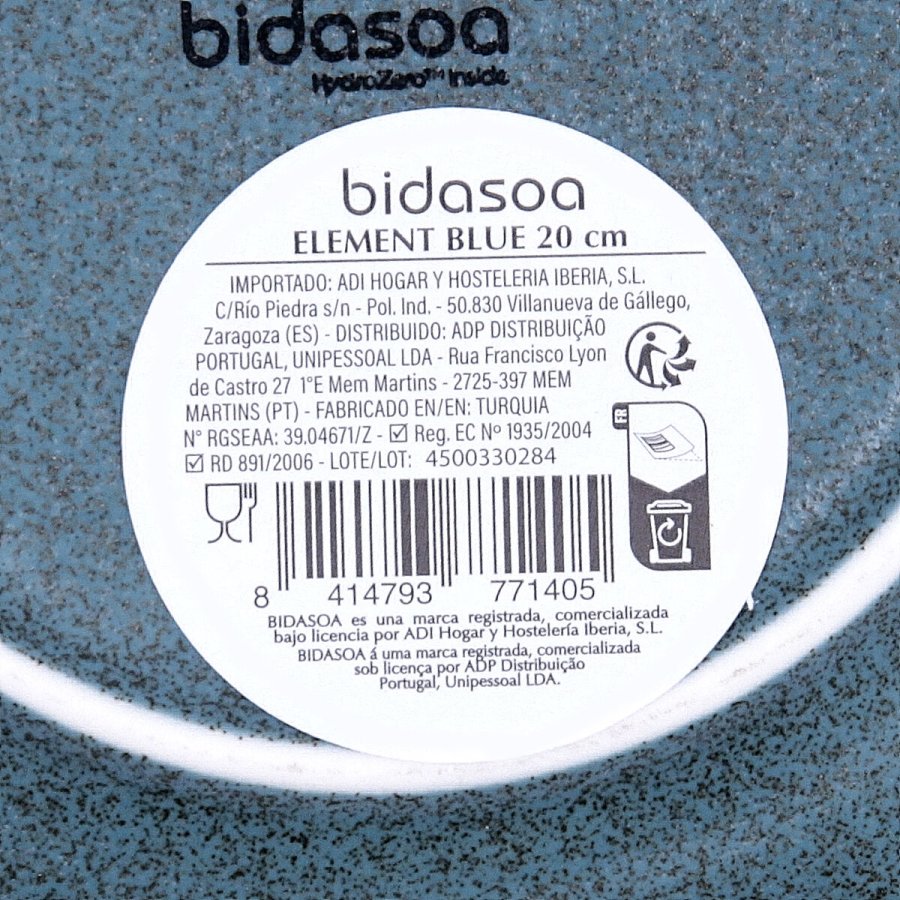 bidasoa
HydroZero™ Inside
bidasoa
ELEMENT BLUE 20 cm
IMPORTADO: ADI HOGAR Y HOSTELERIA IBERIA, S.L.
C/Río Piedra s/n - Pol. Ind. - 50.830 Villanueva de Gállego,
Zaragoza (ES) - DISTRIBUIDO: ADP DISTRIBUIÇÃO
PORTUGAL, UNIPESSOAL LDA - Rua Francisco Lyon
de Castro 27 1°E Mem Martins - 2725-397 MEM
MARTINS (PT) - FABRICADO EN/EN: TURQUIA
N° RGSEAA: 39.04671/Z - ☑ Reg. EC Nº 1935/2004
☑ RD 891/2006 - LOTE/LOT: 4500330284
FR
8 414793 771405
BIDASOA es una marca registrada, comercializada
bajo licencia por ADI Hogar y Hostelería Iberia, S.L.
BIDASOA á uma marca registrada, comercializada
sob licença por ADP Distribuição
Portugal, Unipessoal LDA.